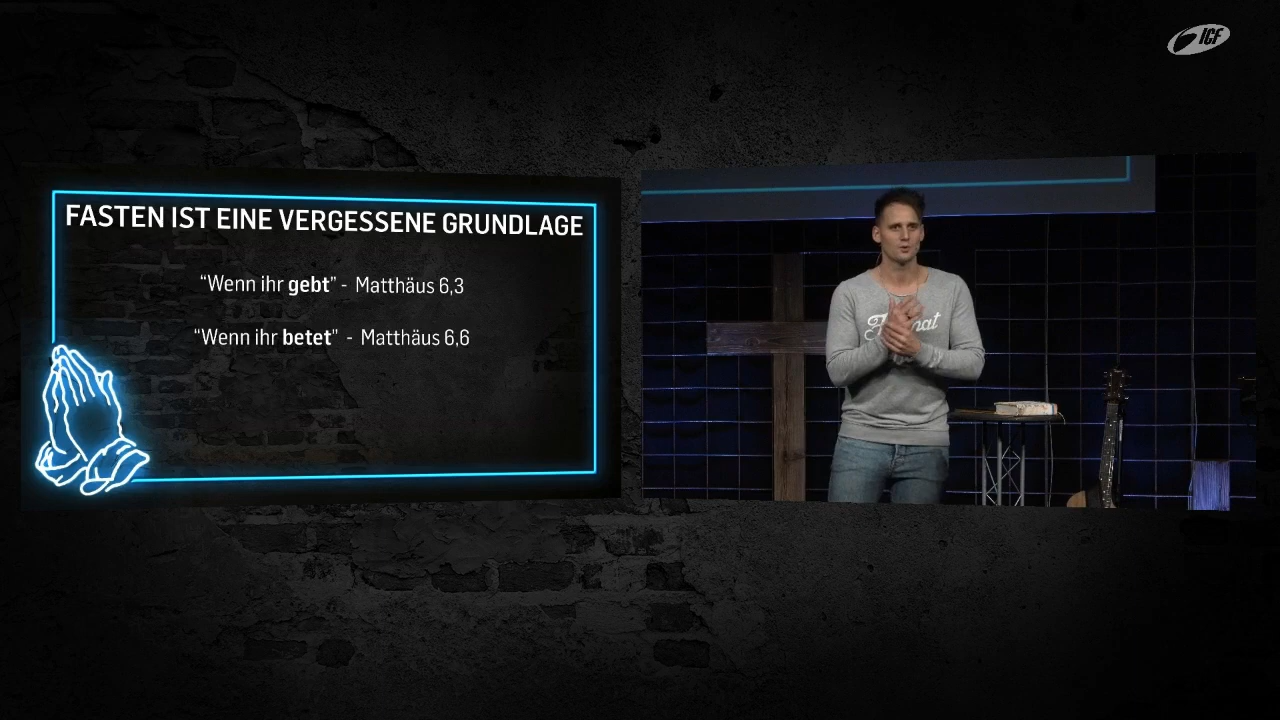 ICF
FASTEN IST EINE VERGESSENE GRUNDLAGE
“Wenn ihr gebt” - Matthäus 6,3
“Wenn ihr betet” - Matthäus 6,6